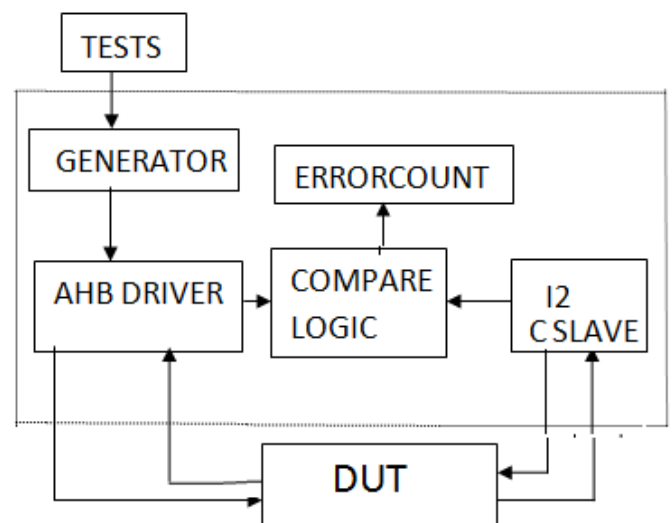 TESTS
GENERATOR
ERRORCOUNT
AHB DRIVER
COMPARE
LOGIC
I2
C SLAVE
DUT